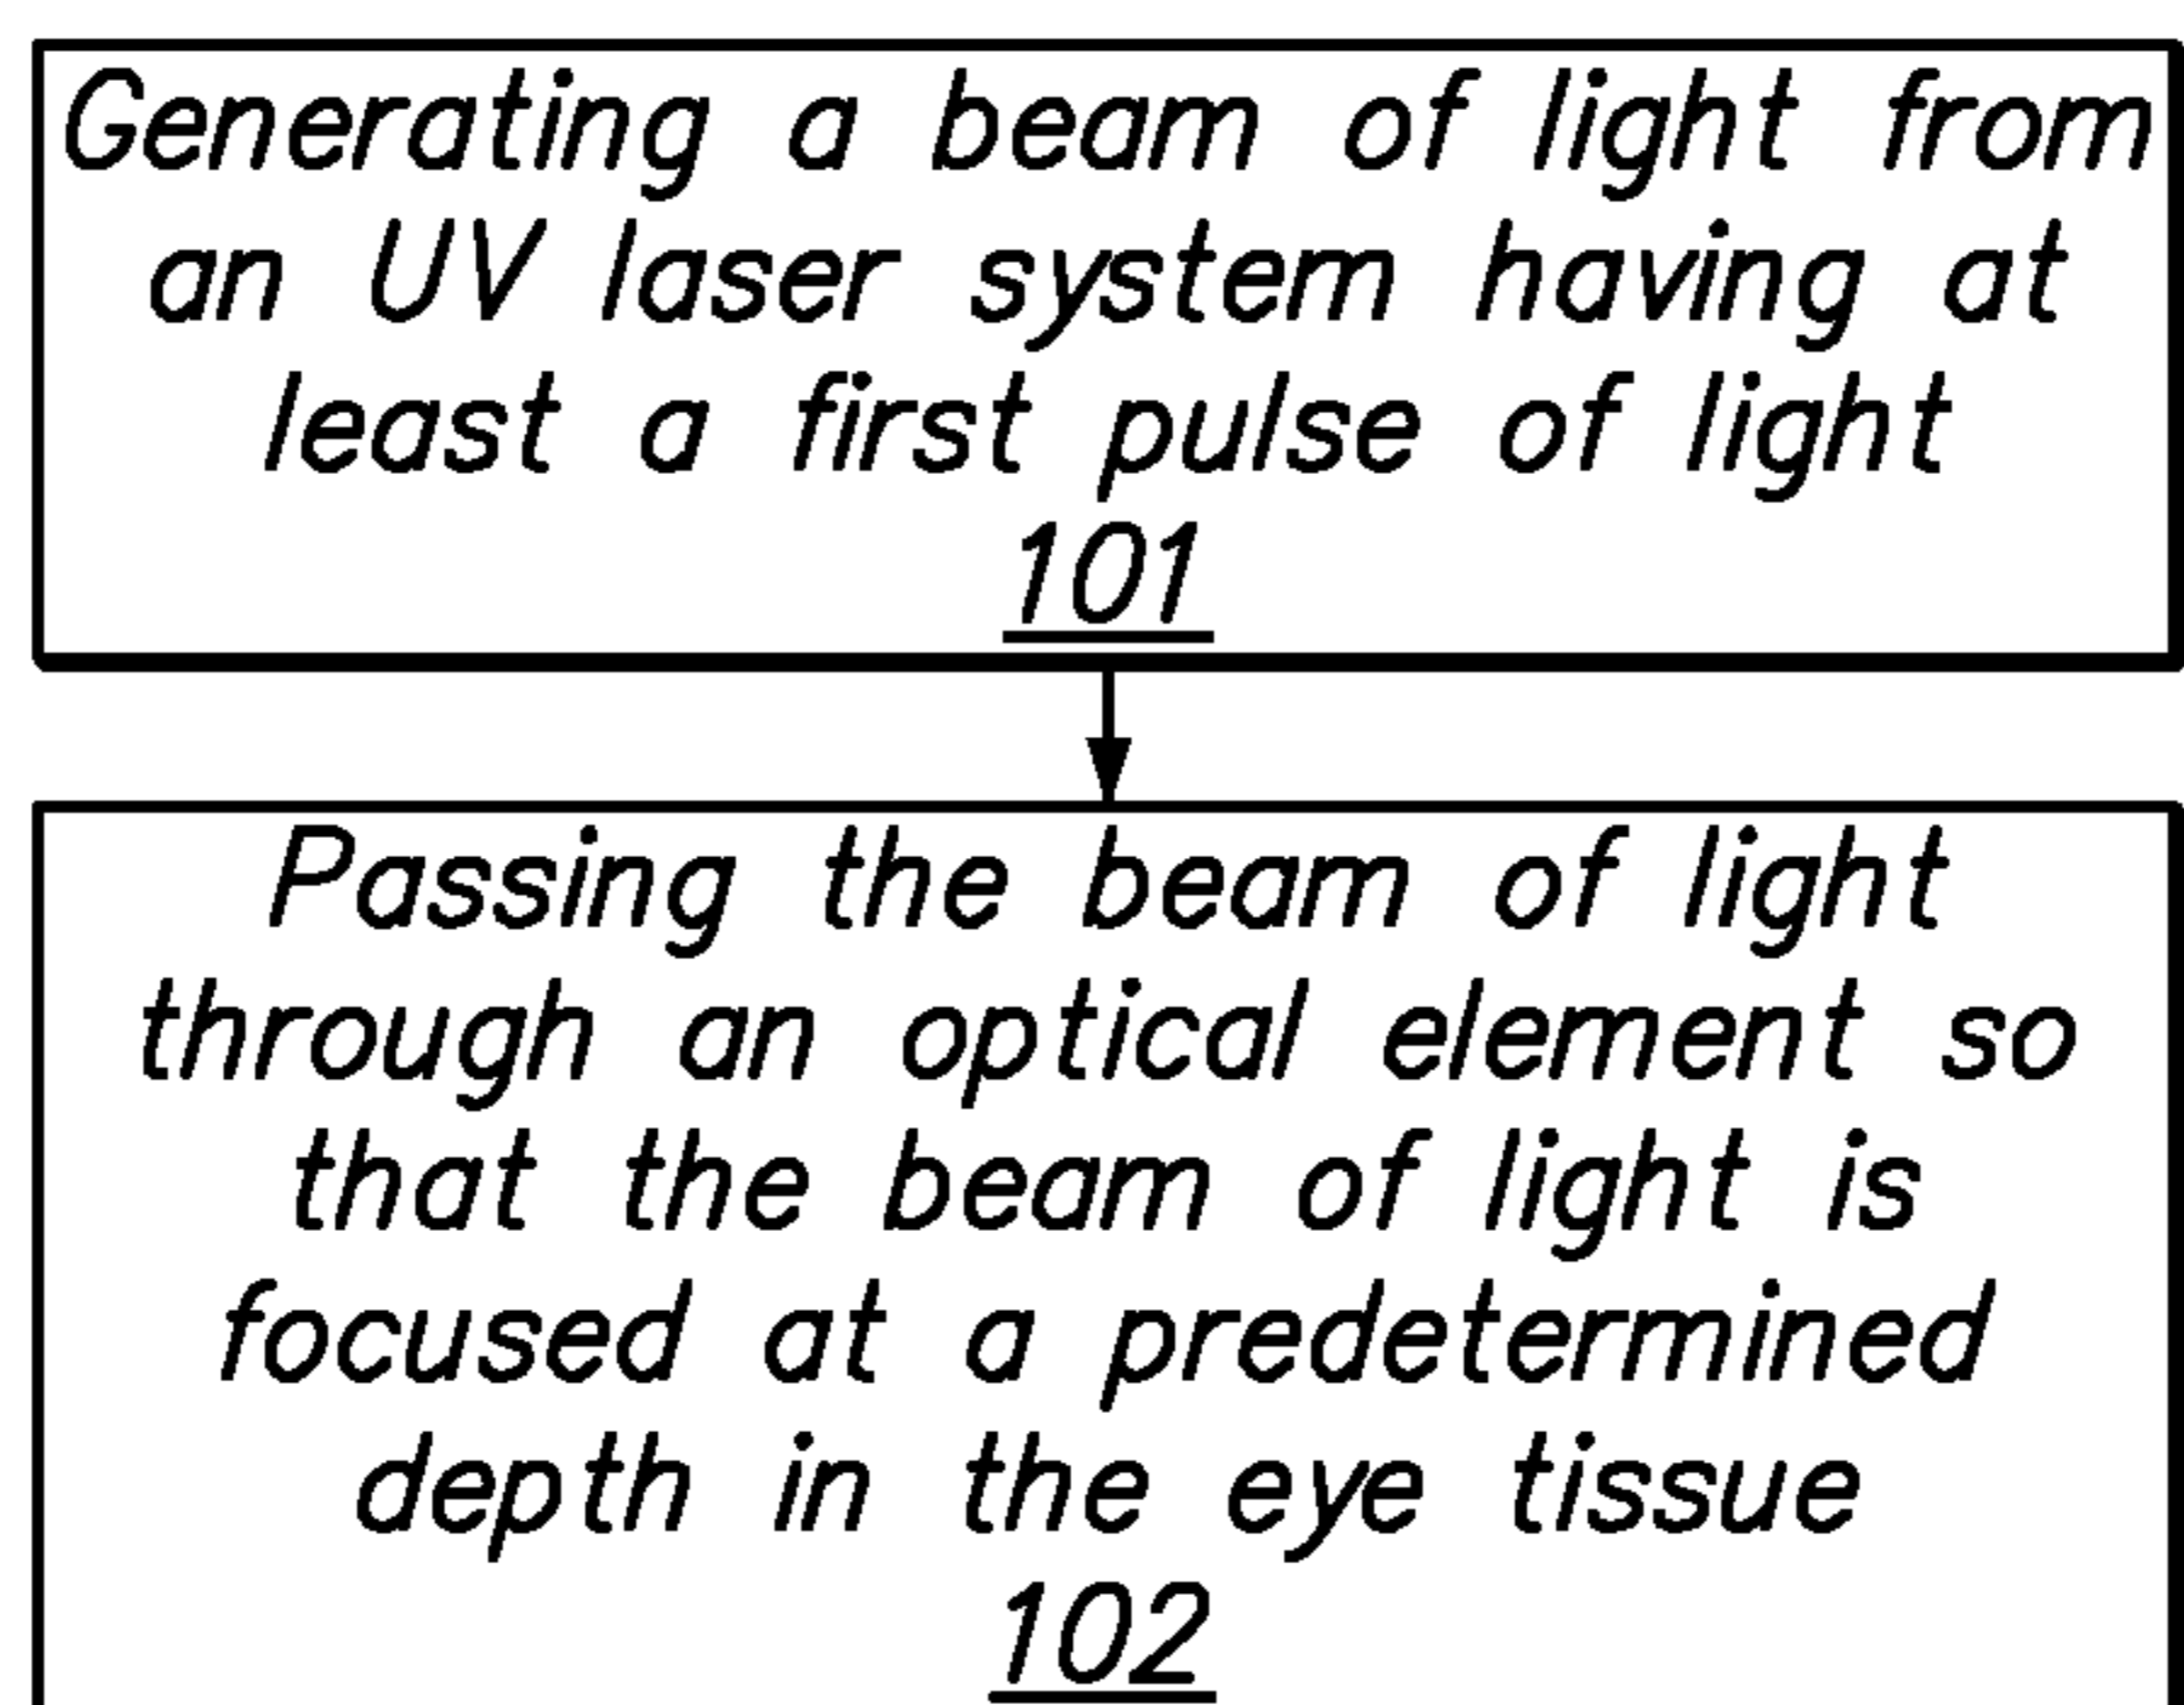 Generating a beam of light from
an UV laser system having at
least a first pulse of light
101
Passing the beam of light
through an optical element so
that the beam of light is
focused at a predetermined
depth in the eye tissue
102